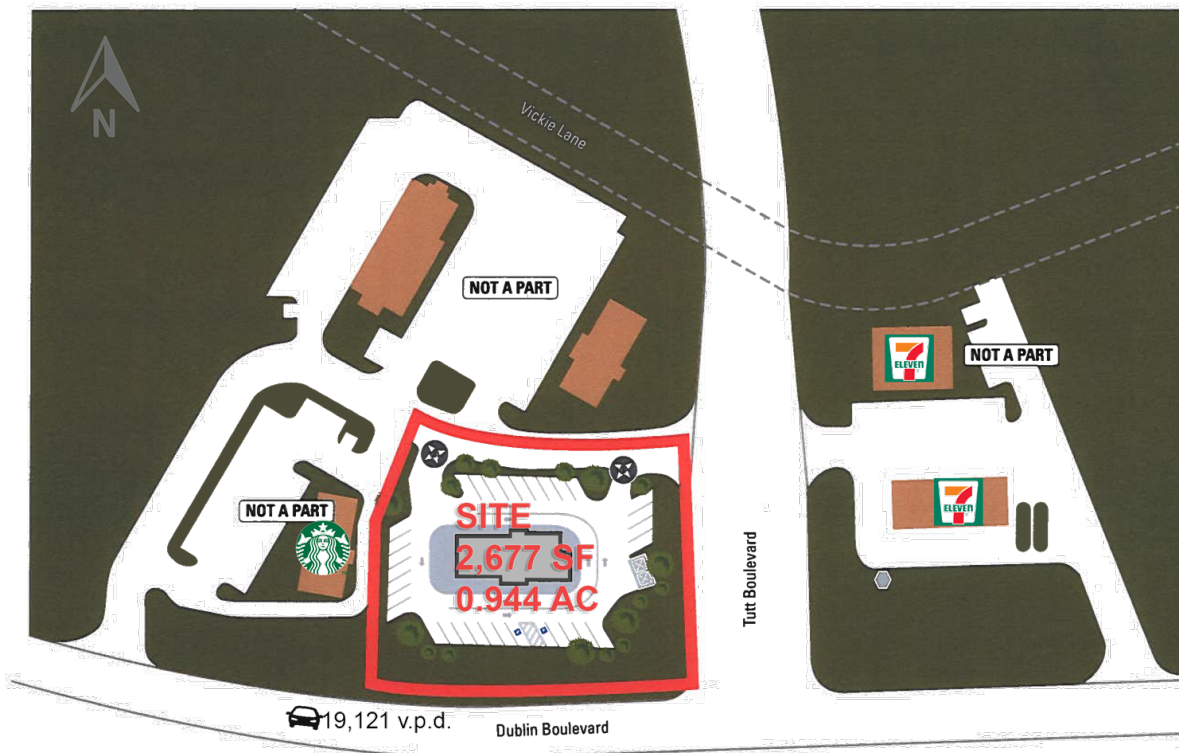 N
Vickie Lane
NOT A PART
7
ELEVEN
NOT A PART
NOT A PART
SITE
2,677 SF
0.944 AC
7
ELEVEN
Tutt Boulevard
19,121 v.p.d.
Dublin Boulevard